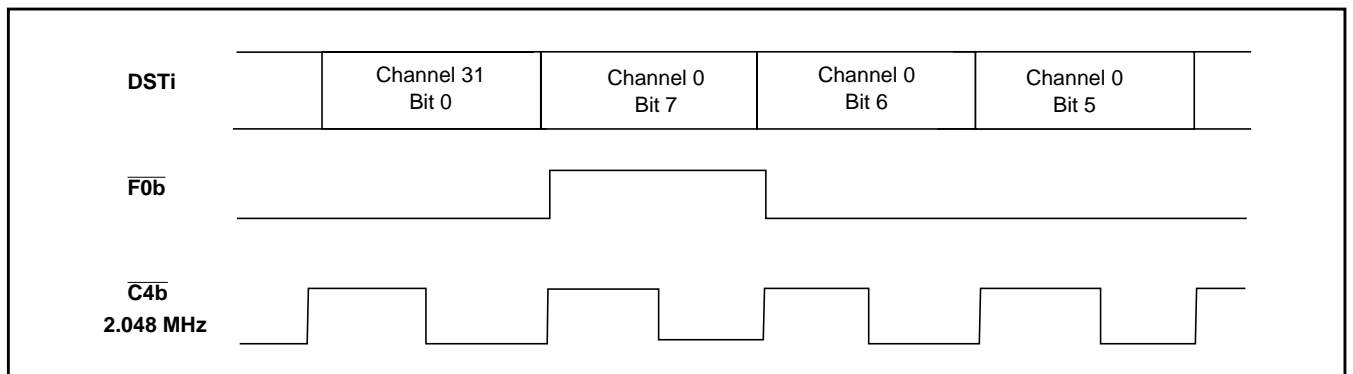 DSTi
Channel 31
Bit 0
Channel 0
Bit 7
Channel 0
Bit 6
Channel 0
Bit 5
F0b
C4b
2.048 MHz